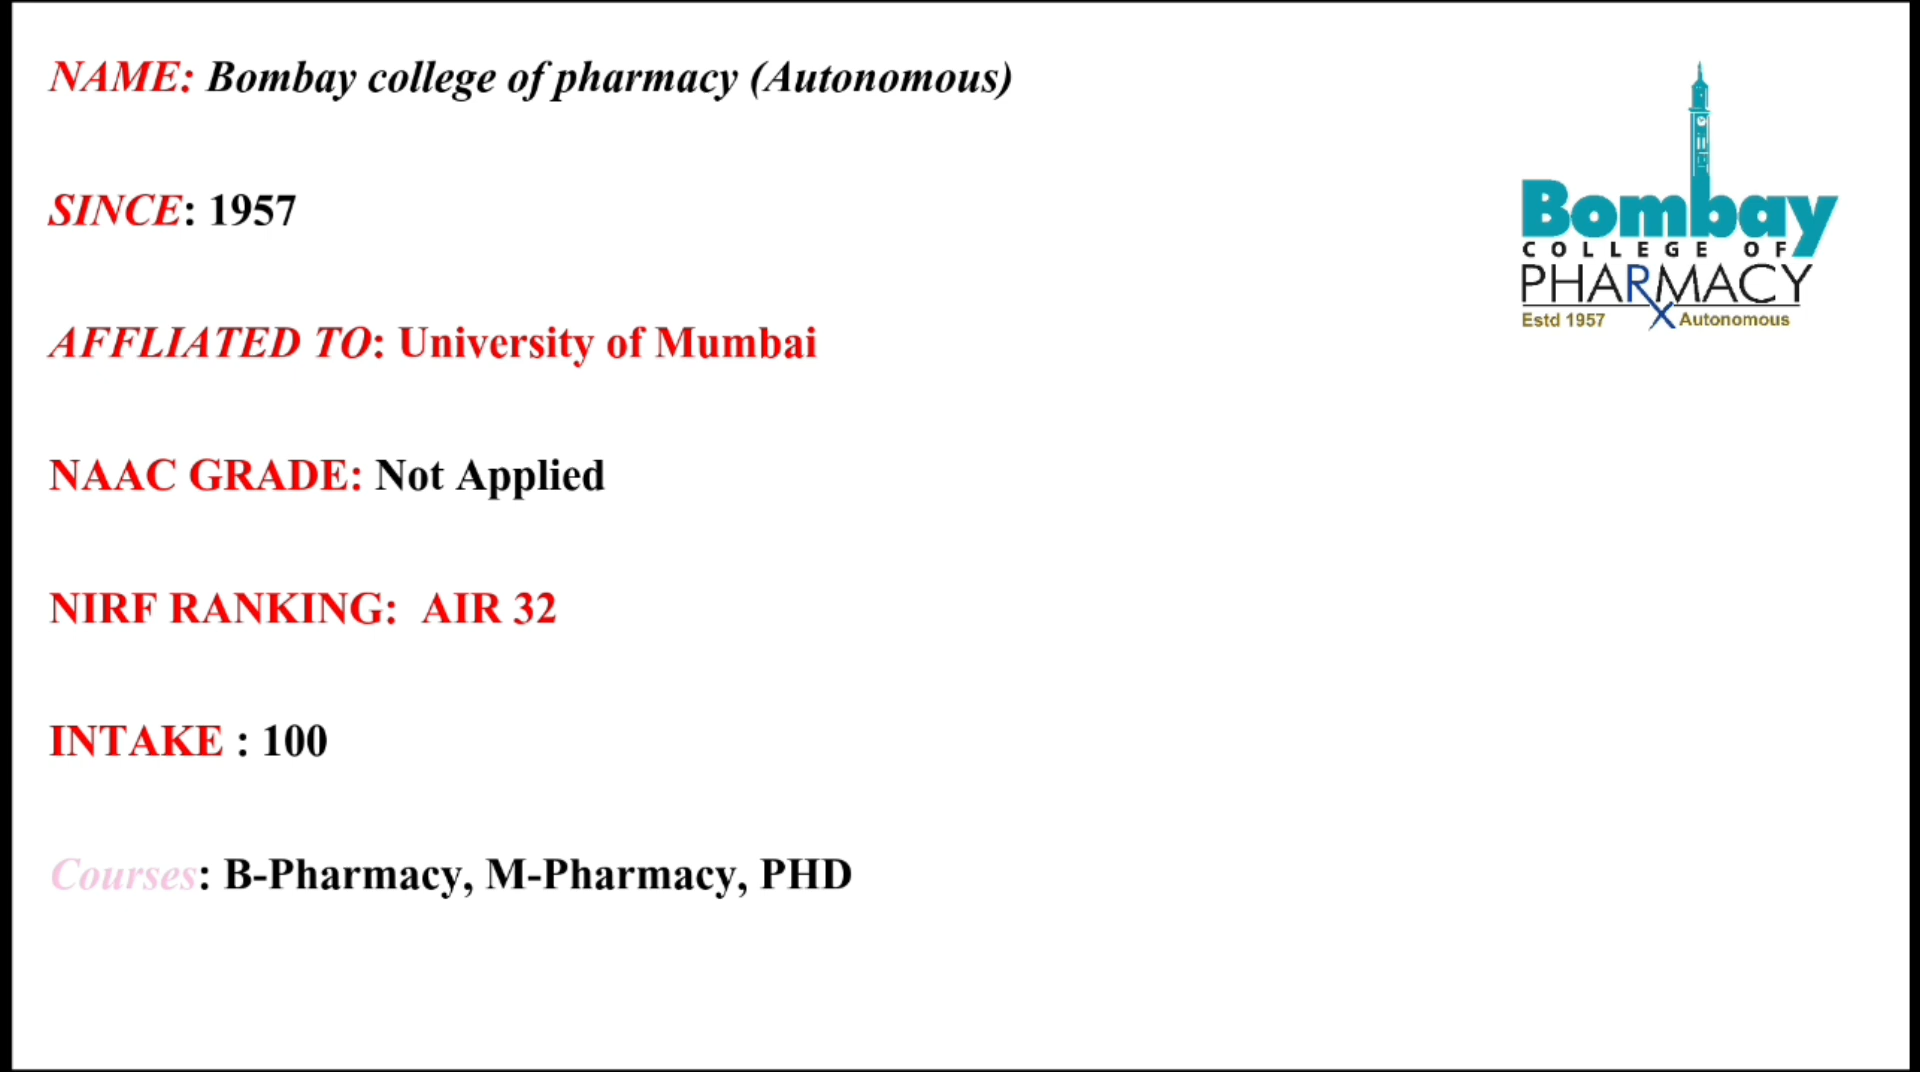 NAME: Bombay college of pharmacy (Autonomous)
SINCE: 1957
AFFLIATED TO: University of Mumbai
NAAC GRADE: Not Applied
NIRF RANKING:  AIR 32
INTAKE : 100
Courses: B-Pharmacy, M-Pharmacy, PHD
Bombay
COLLEGE OF
PHARMACY
Estd 1957 Autonomous